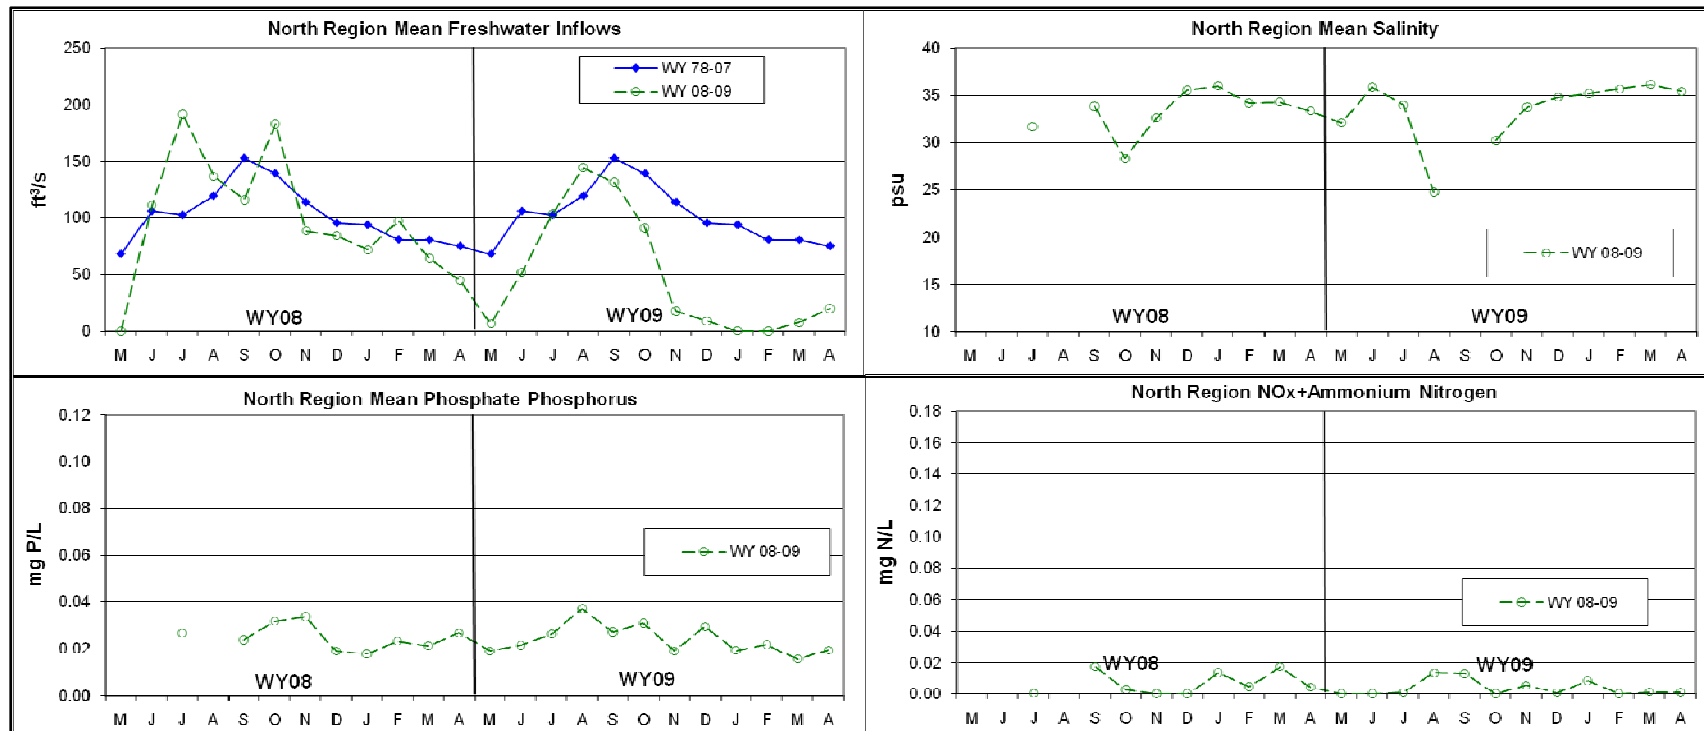 North Region Mean Freshwater Inflows
250
200
150
100
50
0
ft³/s
WY 78-07
WY 08-09
WY08
WY09
M J J A S O N D J F M A M J J A S O N D J F M A
North Region Mean Salinity
40
35
30
25
20
15
10
psu
WY 08-09
WY08
WY09
M J J A S O N D J F M A M J J A S O N D J F M A
North Region Mean Phosphate Phosphorus
0.12
0.10
0.08
0.06
0.04
0.02
0.00
mg P/L
WY 08-09
WY08
WY09
M J J A S O N D J F M A M J J A S O N D J F M A
North Region NOx+Ammonium Nitrogen
0.18
0.16
0.14
0.12
0.10
0.08
0.06
0.04
0.02
0.00
mg N/L
WY 08-09
WY08
WY09
M J J A S O N D J F M A M J J A S O N D J F M A